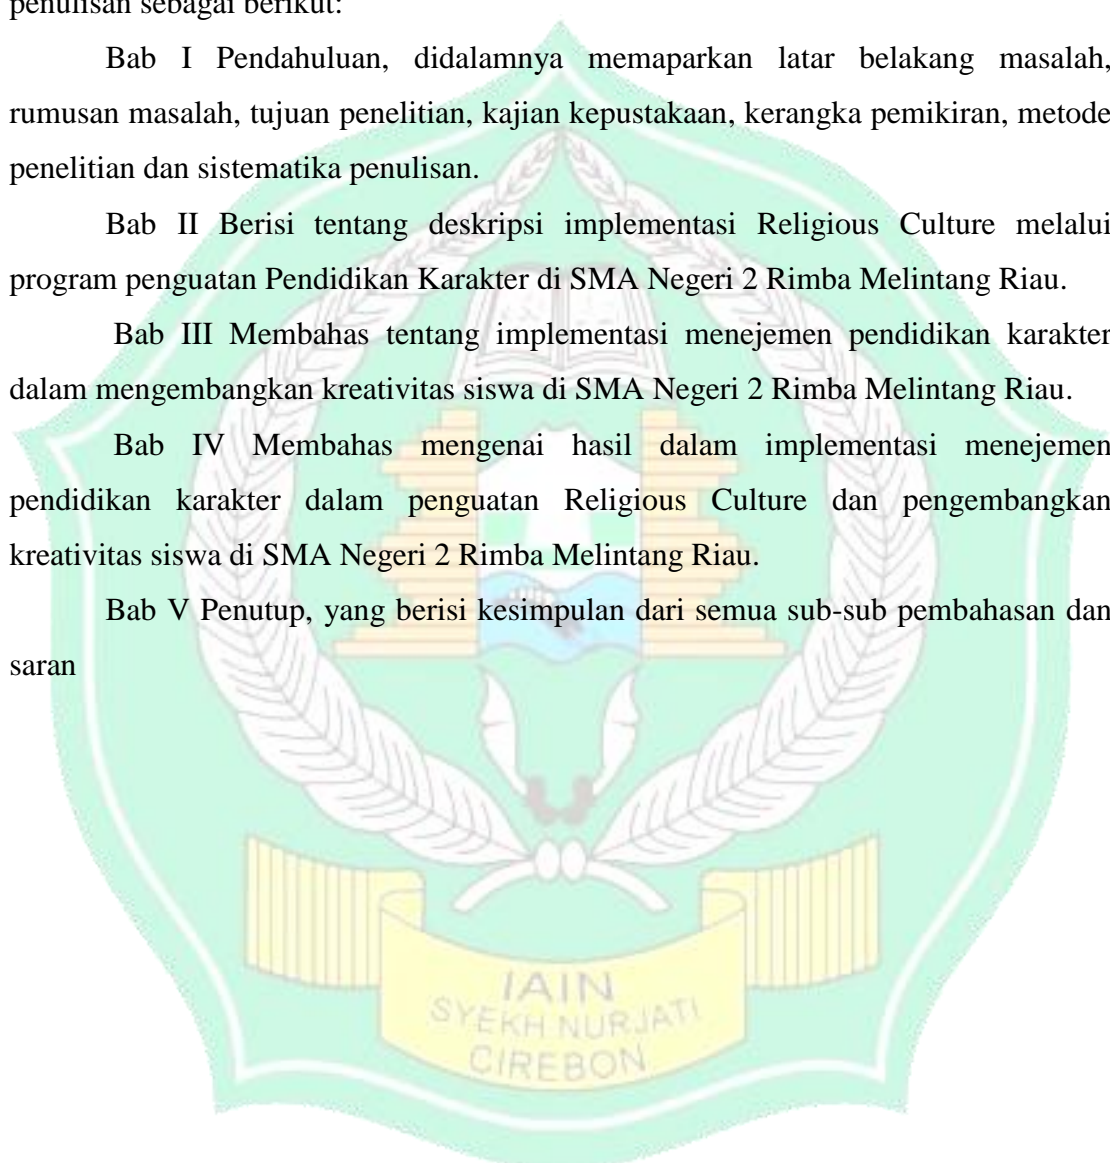 penulisan sebagai berikut:
Bab I Pendahuluan, didalamnya memaparkan latar belakang masalah,
rumusan masalah, tujuan penelitian, kajian kepustakaan, kerangka pemikiran, metode
penelitian dan sistematika penulisan.
Bab II Berisi tentang deskripsi implementasi Religious Culture melalui
program penguatan Pendidikan Karakter di SMA Negeri 2 Rimba Melintang Riau.
Bab III Membahas tentang implementasi menejemen pendidikan karakter
dalam mengembangkan kreativitas siswa di SMA Negeri 2 Rimba Melintang Riau.
Bab IV Membahas mengenai hasil dalam implementasi menejemen
pendidikan karakter dalam penguatan Religious Culture dan pengembangkan
kreativitas siswa di SMA Negeri 2 Rimba Melintang Riau.
Bab V Penutup, yang berisi kesimpulan dari semua sub-sub pembahasan dan
saran
IAIN
SYEKH NURJATI
CIREBON